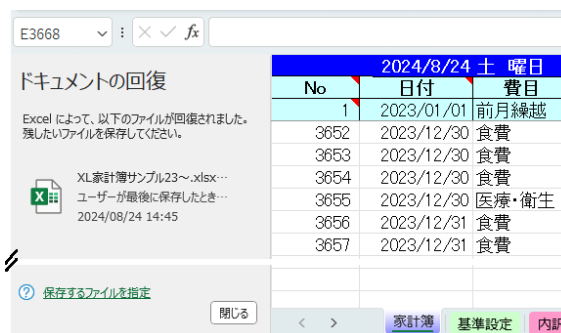 E3668
fx
ドキュメントの回復
Excel によって、以下のファイルが回復されました。
残したいファイルを保存してください。
XL家計簿サンプル23～.xlsx…
ユーザーが最後に保存したとき…
2024/08/24 14:45
保存するファイルを指定
閉じる
2024/8/24 土 曜日
No 日付 費目
1 2023/01/01 前月繰越
3652 2023/12/30 食費
3653 2023/12/30 食費
3654 2023/12/30 食費
3655 2023/12/30 医療・衛生
3656 2023/12/31 食費
3657 2023/12/31 食費
家計簿 基準設定 内訳